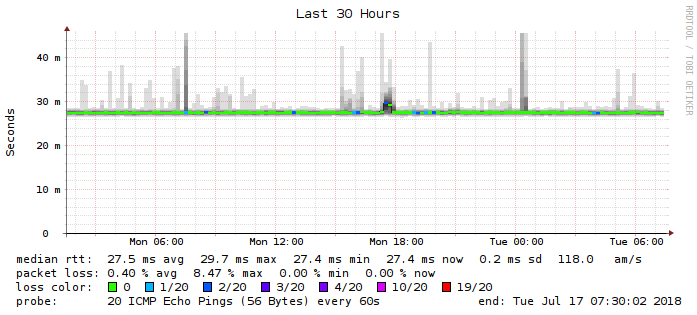 Last 30 Hours
RRDTOOL / TOBI OETIKER
Seconds
40 m
30 m
20 m
10 m
0
Mon 06:00 Mon 12:00 Mon 18:00 Tue 00:00 Tue 06:00
median rtt: 27.5 ms avg 29.7 ms max 27.4 ms min 27.4 ms now 0.2 ms sd 118.0 am/s
packet loss: 0.40 % avg 8.47 % max 0.00 % min 0.00 % now
loss color: 0 1/20 2/20 3/20 4/20 10/20 19/20
probe: 20 ICMP Echo Pings (56 Bytes) every 60s end: Tue Jul 17 07:30:02 2018